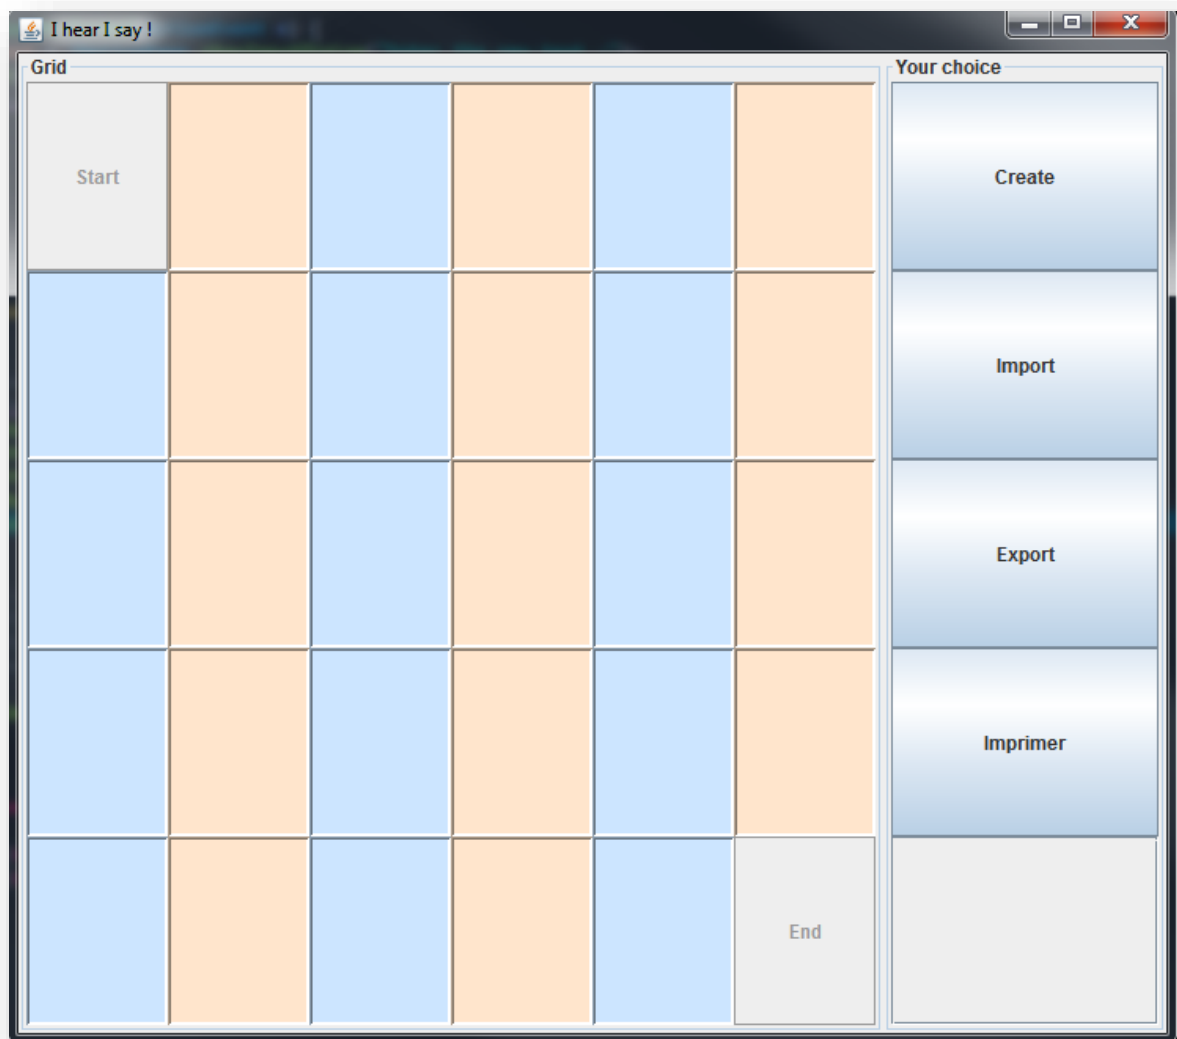 I hear I say !
Grid
Your choice
Start
Create
Import
Export
Imprimer
End